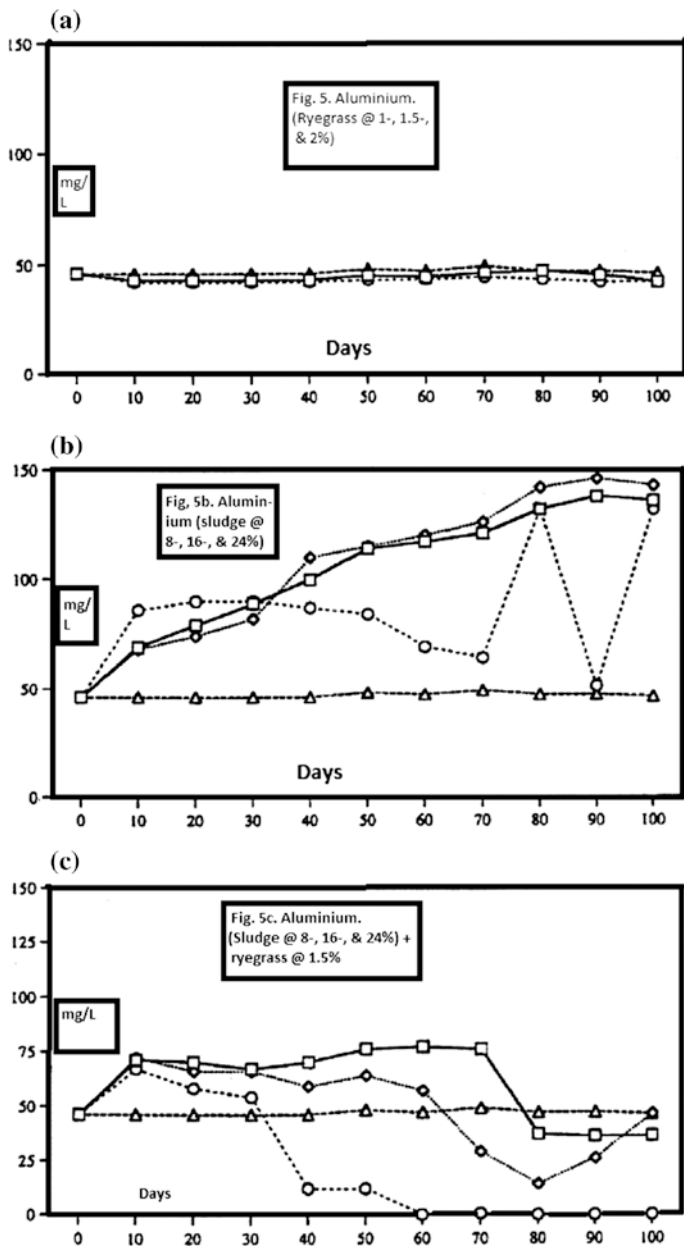 (a)
150
Fig. 5. Aluminium.
(Ryegrass @ 1-, 1.5-,
& 2%)
100
mg/
L
50
Days
0
0 10 20 30 40 50 60 70 80 90 100
(b)
150
Fig, 5b. Alumin-
ium (sludge @
8-, 16-, & 24%)
100
mg/
L
50
Days
0
0 10 20 30 40 50 60 70 80 90 100
(c)
150
Fig. 5c. Aluminium.
(Sludge @ 8-, 16-, & 24%) +
ryegrass @ 1.5%
125
100
mg/L
75
50
25
Days
0
0 10 20 30 40 50 60 70 80 90 100